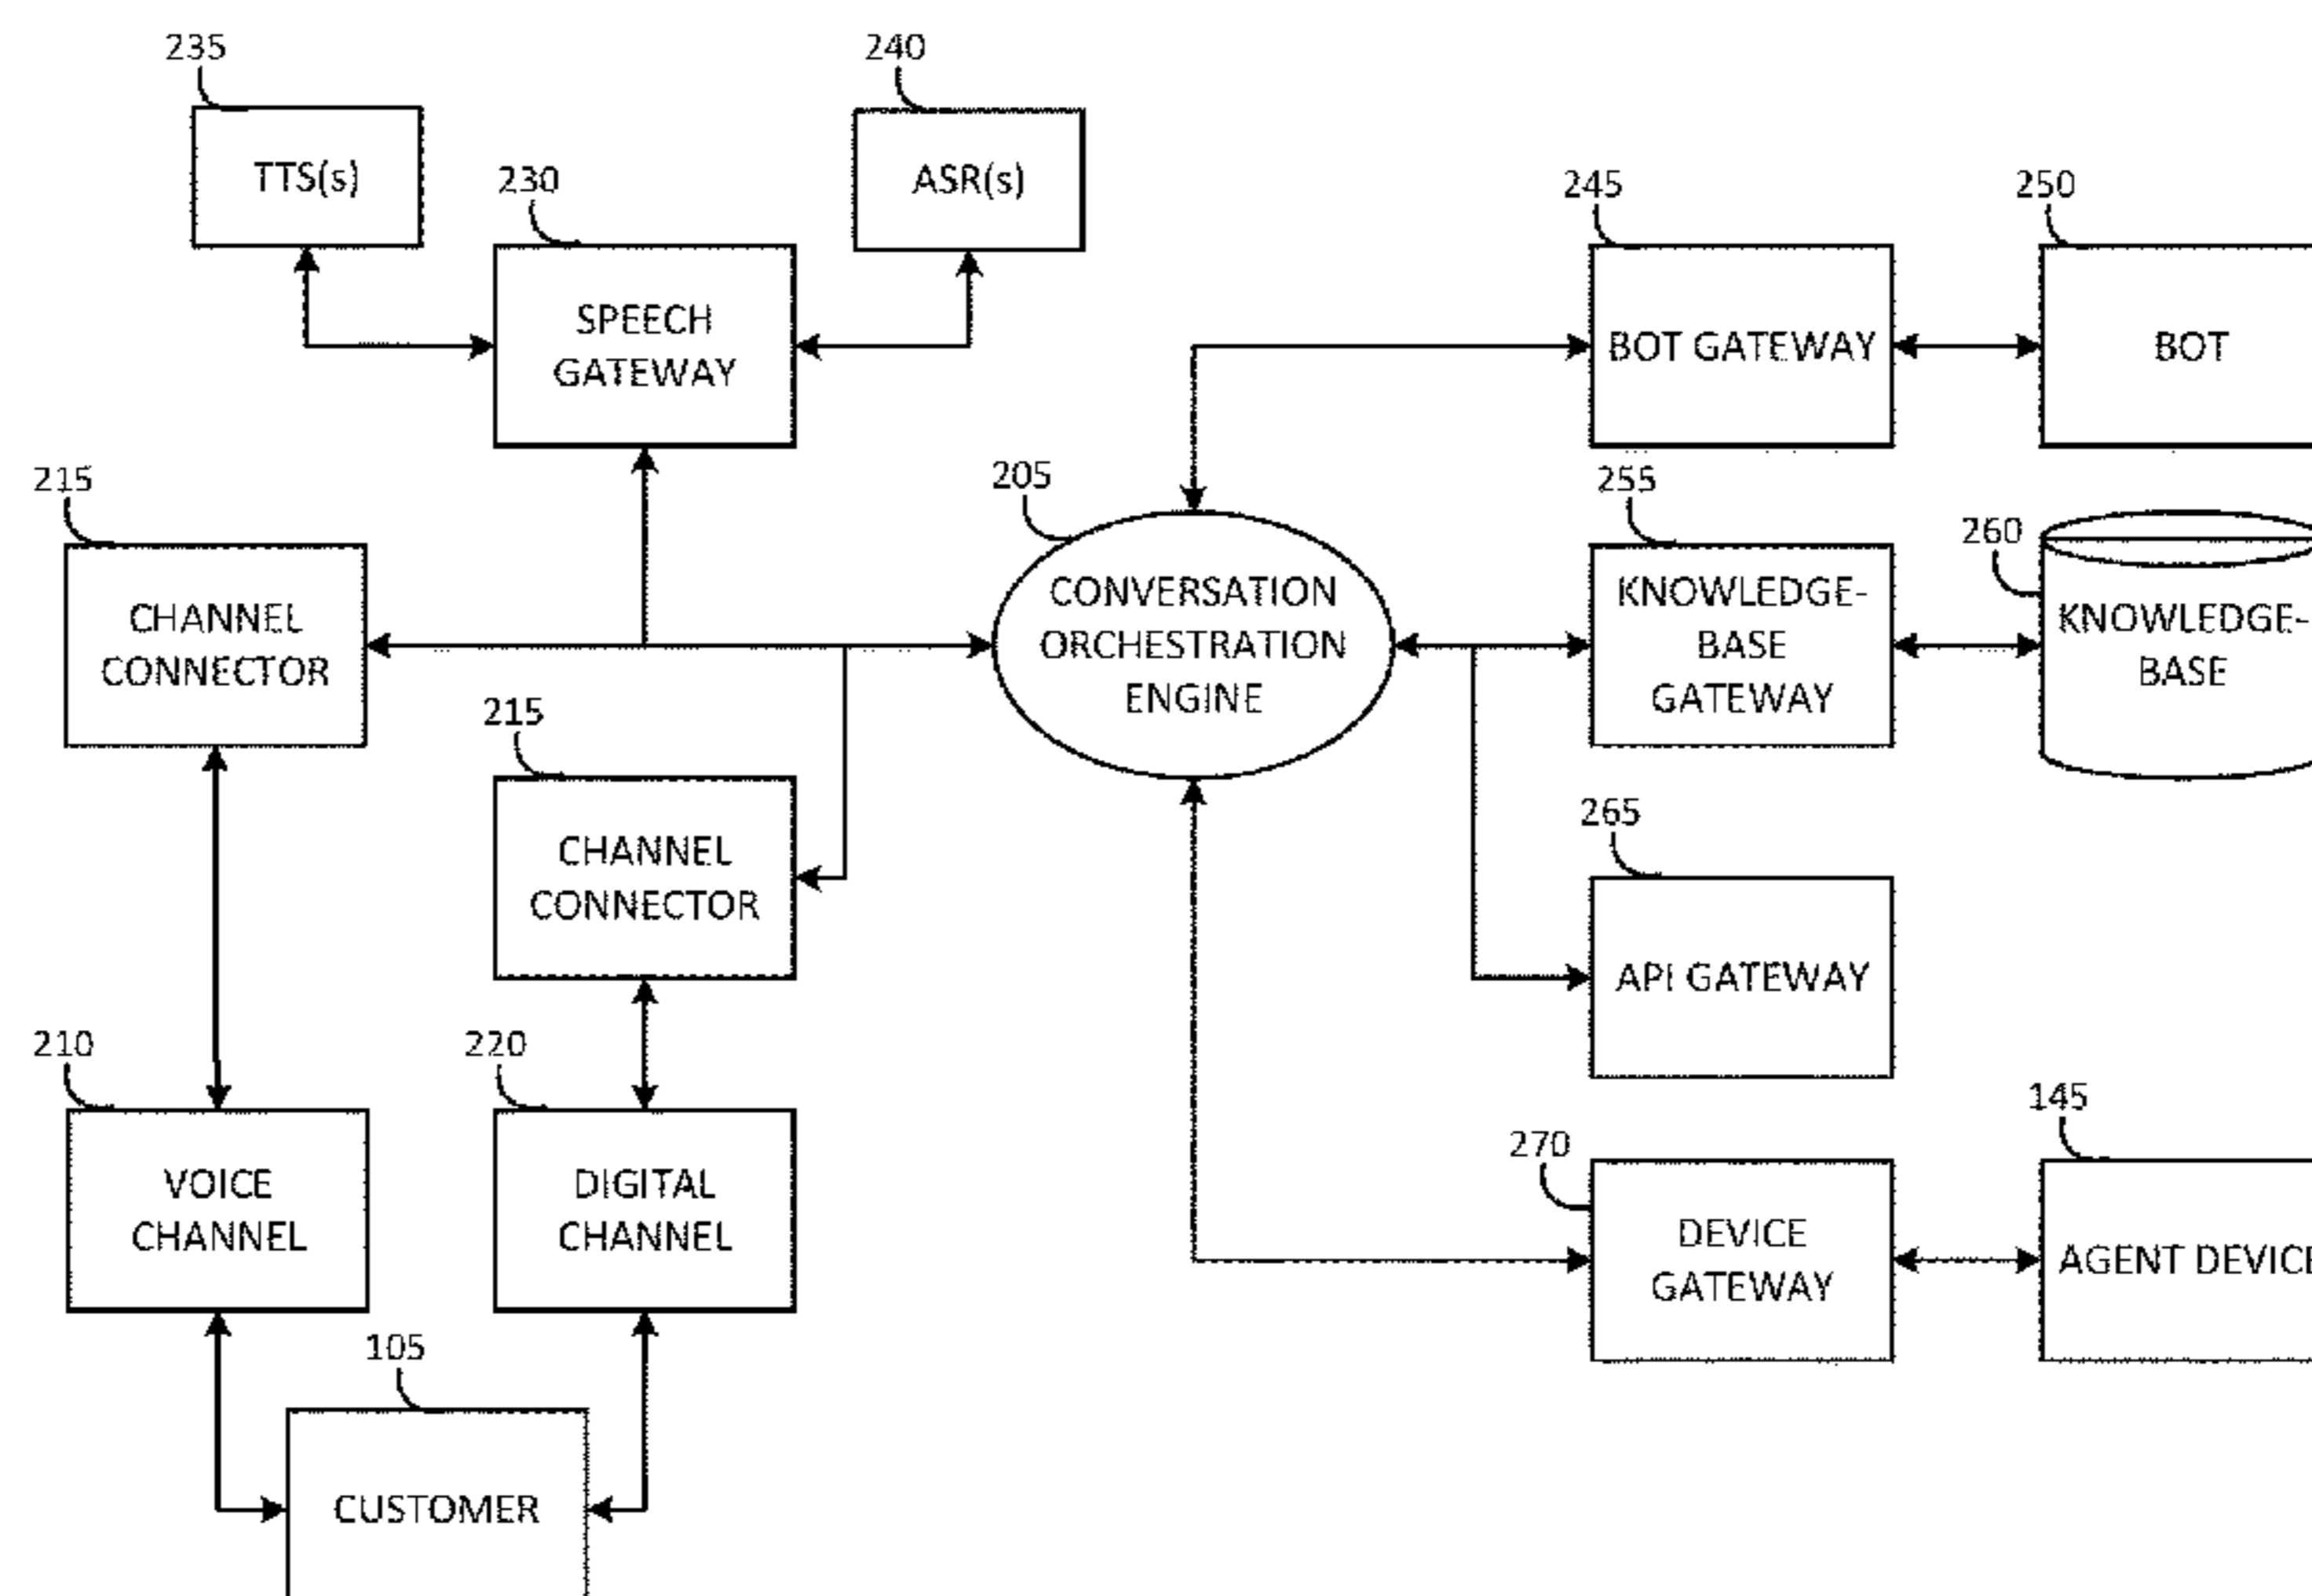 235
240
TTS(s)
230
ASR(s)
245
250
SPEECH
GATEWAY
BOT GATEWAY
BOT
215
205
255
260
CHANNEL
CONNECTOR
CONVERSATION
ORCHESTRATION
ENGINE
KNOWLEDGE-
BASE
GATEWAY
KNOWLEDGE-
BASE
215
CHANNEL
CONNECTOR
265
API GATEWAY
210
220
VOICE
CHANNEL
DIGITAL
CHANNEL
270
145
DEVICE
GATEWAY
AGENT DEVICE
105
CUSTOMER